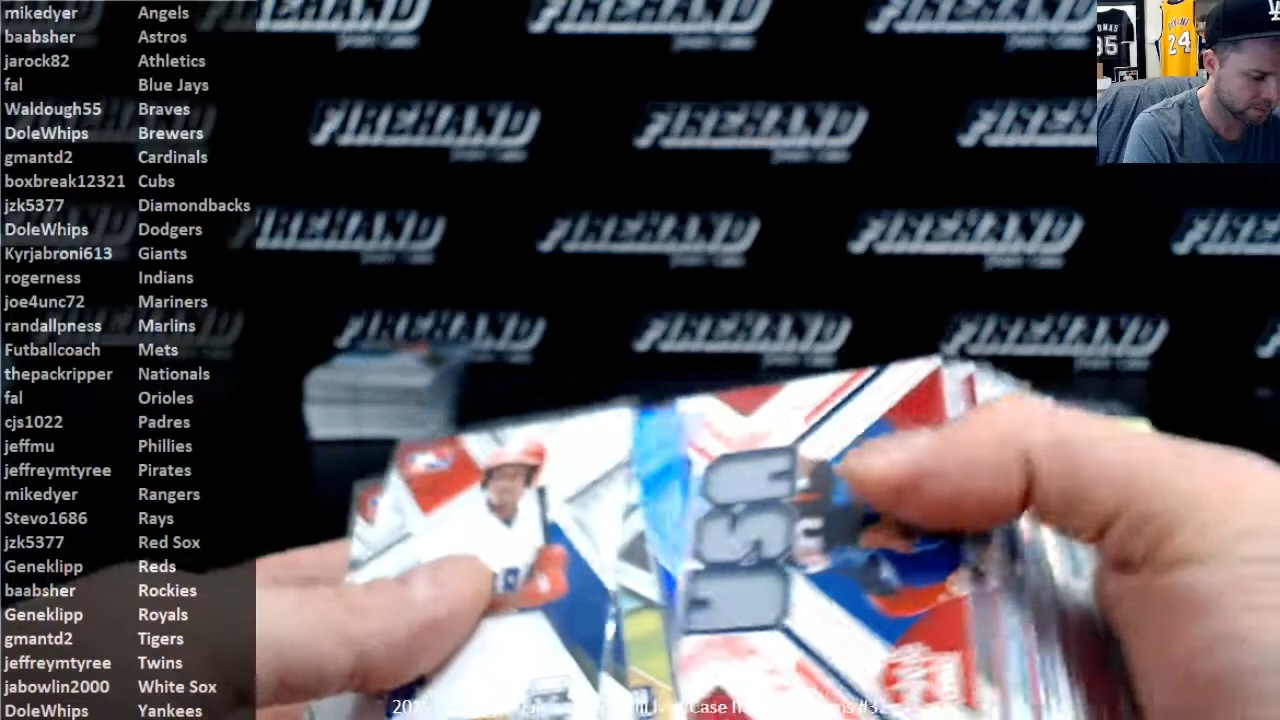 mikedyer Angels
baabsher Astros
jarock82 Athletics
fal Blue Jays
Waldough55 Braves
DoleWhips Brewers
gmantd2 Cardinals
boxbreak12321 Cubs
jzk5377 Diamondbacks
DoleWhips Dodgers
Kyrjabroni613 Giants
rogerness Indians
joe4unc72 Mariners
randallpness Marlins
Futballcoach Mets
thepackripper Nationals
fal Orioles
cjs1022 Padres
jeffmu Phillies
jeffreymtyree Pirates
mikedyer Rangers
Stevo1686 Rays
jzk5377 Red Sox
Geneklipp Reds
baabsher Rockies
Geneklipp Royals
gmantd2 Tigers
jeffreymtyree Twins
jabowlin2000 White Sox
DoleWhips Yankees
FIREHAND
FIREHAND FIREHAND
FIREHAND FIREHAND
FIREHAND FIREHAND FIREHAND
USA
24
Case